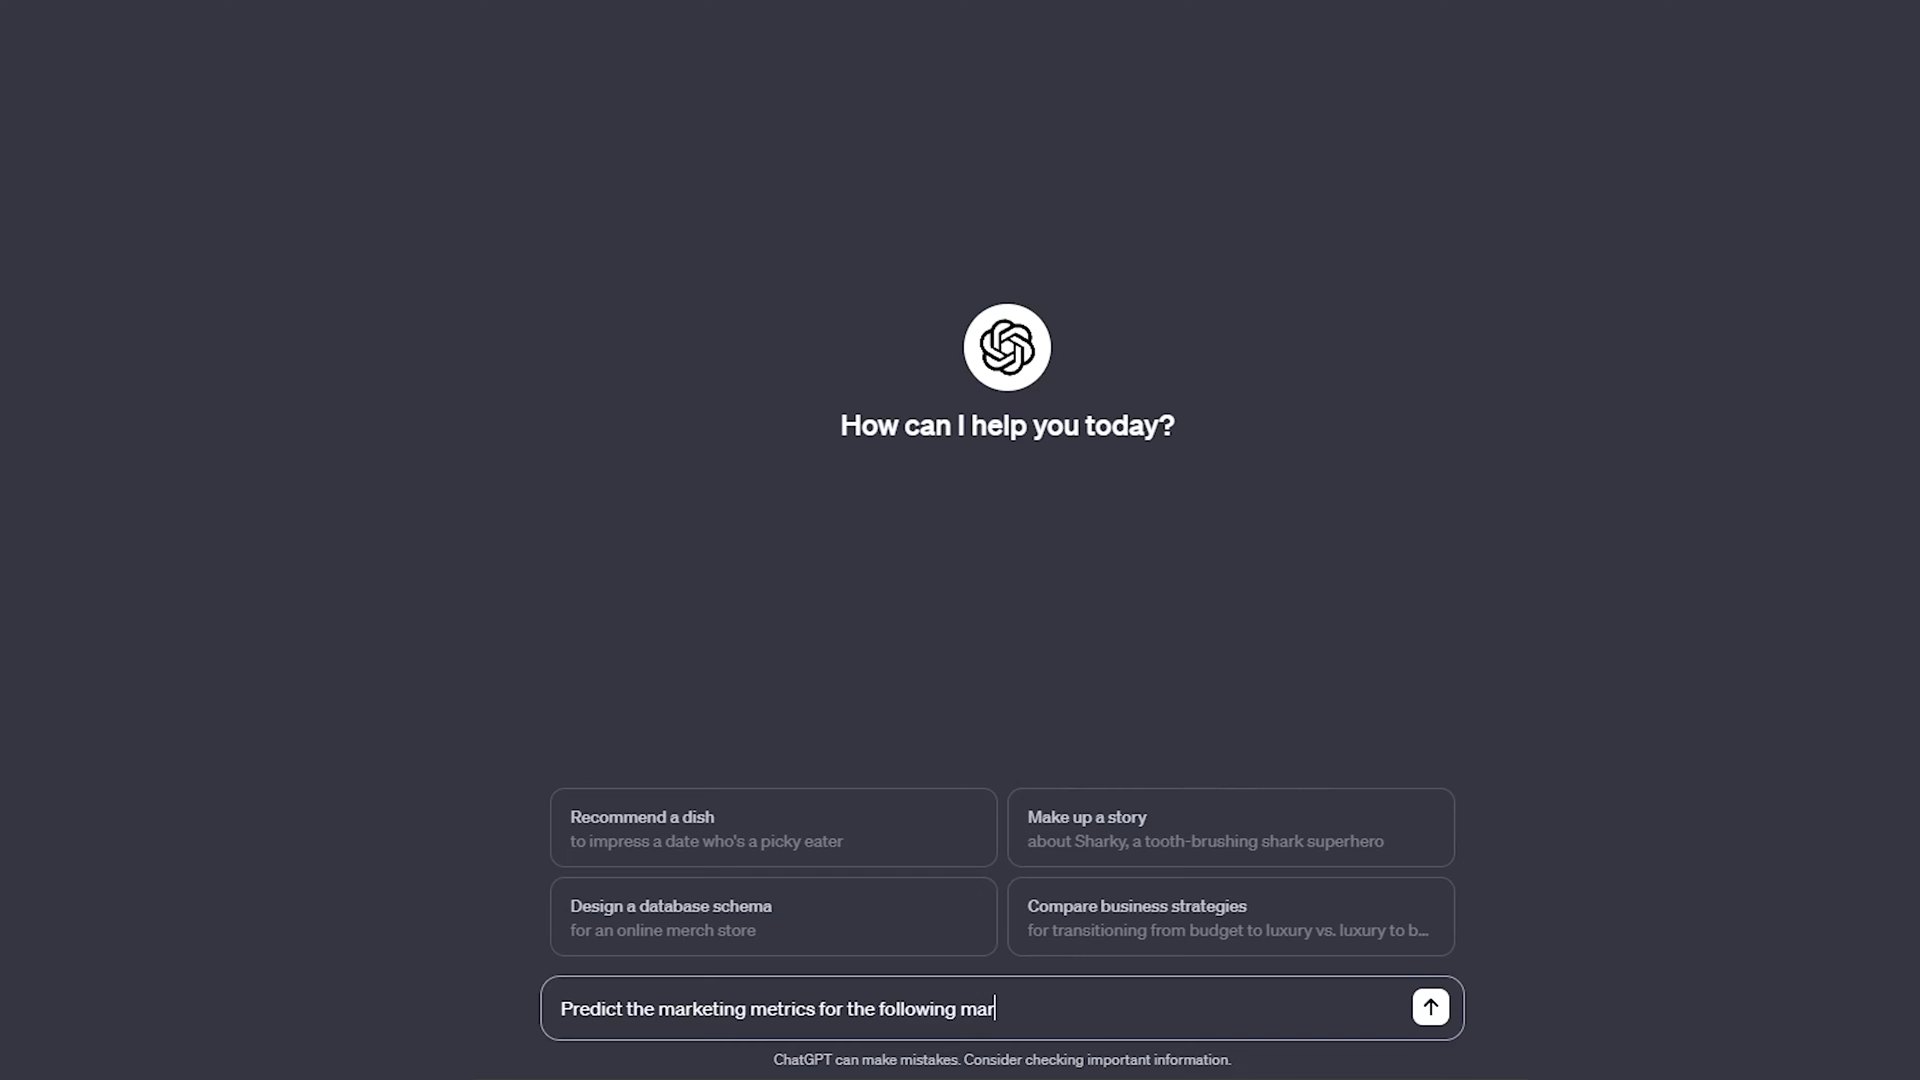 How can I help you today?
Recommend a dish
to impress a date who's a picky eater
Make up a story
about Sharky, a tooth-brushing shark superhero
Design a database schema
for an online merch store
Compare business strategies
for transitioning from budget to luxury vs. luxury to b...
Predict the marketing metrics for the following mar
ChatGPT can make mistakes. Consider checking important information.